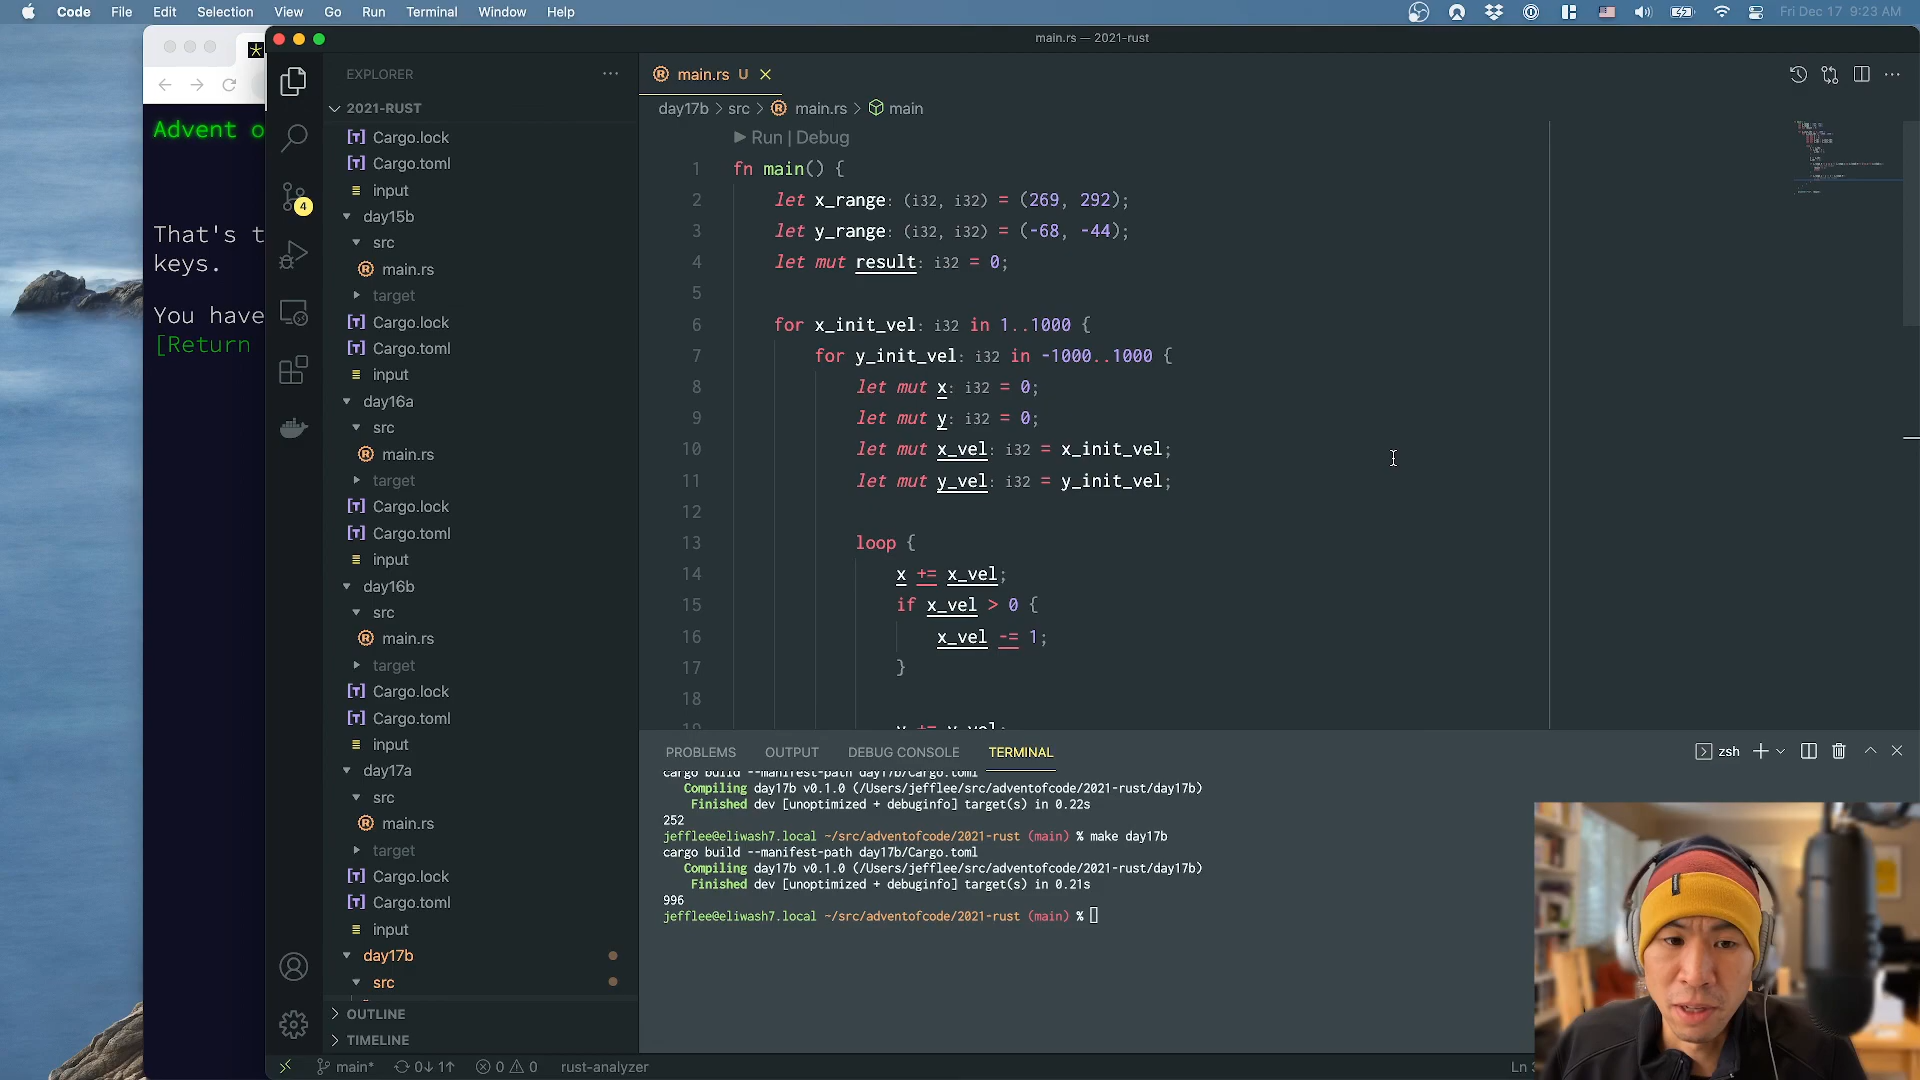 Code File Edit Selection View Go Run Terminal Window Help
Fri Dec 17 9:23 AM
main.rs — 2021-rust
Advent o
That's t
keys.
You have
[Return
EXPLORER
2021-RUST
Cargo.lock
Cargo.toml
input
day15b
src
main.rs
target
Cargo.lock
Cargo.toml
input
day16a
src
main.rs
target
Cargo.lock
Cargo.toml
input
day16b
src
main.rs
target
Cargo.lock
Cargo.toml
input
day17a
src
main.rs
target
Cargo.lock
Cargo.toml
input
day17b
src
OUTLINE
TIMELINE
4
main.rs U
day17b > src > main.rs > main
Run | Debug
1 fn main() {
2 let x_range: (i32, i32) = (269, 292);
3 let y_range: (i32, i32) = (-68, -44);
4 let mut result: i32 = 0;
5
6 for x_init_vel: i32 in 1..1000 {
7 for y_init_vel: i32 in -1000..1000 {
8 let mut x: i32 = 0;
9 let mut y: i32 = 0;
10 let mut x_vel: i32 = x_init_vel;
11 let mut y_vel: i32 = y_init_vel;
12
13 loop {
14 x += x_vel;
15 if x_vel > 0 {
16 x_vel -= 1;
17 }
18
19 y += y_vel;
PROBLEMS OUTPUT DEBUG CONSOLE TERMINAL
zsh
cargo build --manifest-path day17b/Cargo.toml
Compiling day17b v0.1.0 (/Users/jefflee/src/adventofcode/2021-rust/day17b)
Finished dev [unoptimized + debuginfo] target(s) in 0.22s
252
jefflee@eliwash7.local ~/src/adventofcode/2021-rust (main) % make day17b
cargo build --manifest-path day17b/Cargo.toml
Compiling day17b v0.1.0 (/Users/jefflee/src/adventofcode/2021-rust/day17b)
Finished dev [unoptimized + debuginfo] target(s) in 0.21s
996
jefflee@eliwash7.local ~/src/adventofcode/2021-rust (main) %
main* 0↓ 1↑ 0 0 rust-analyzer
Ln